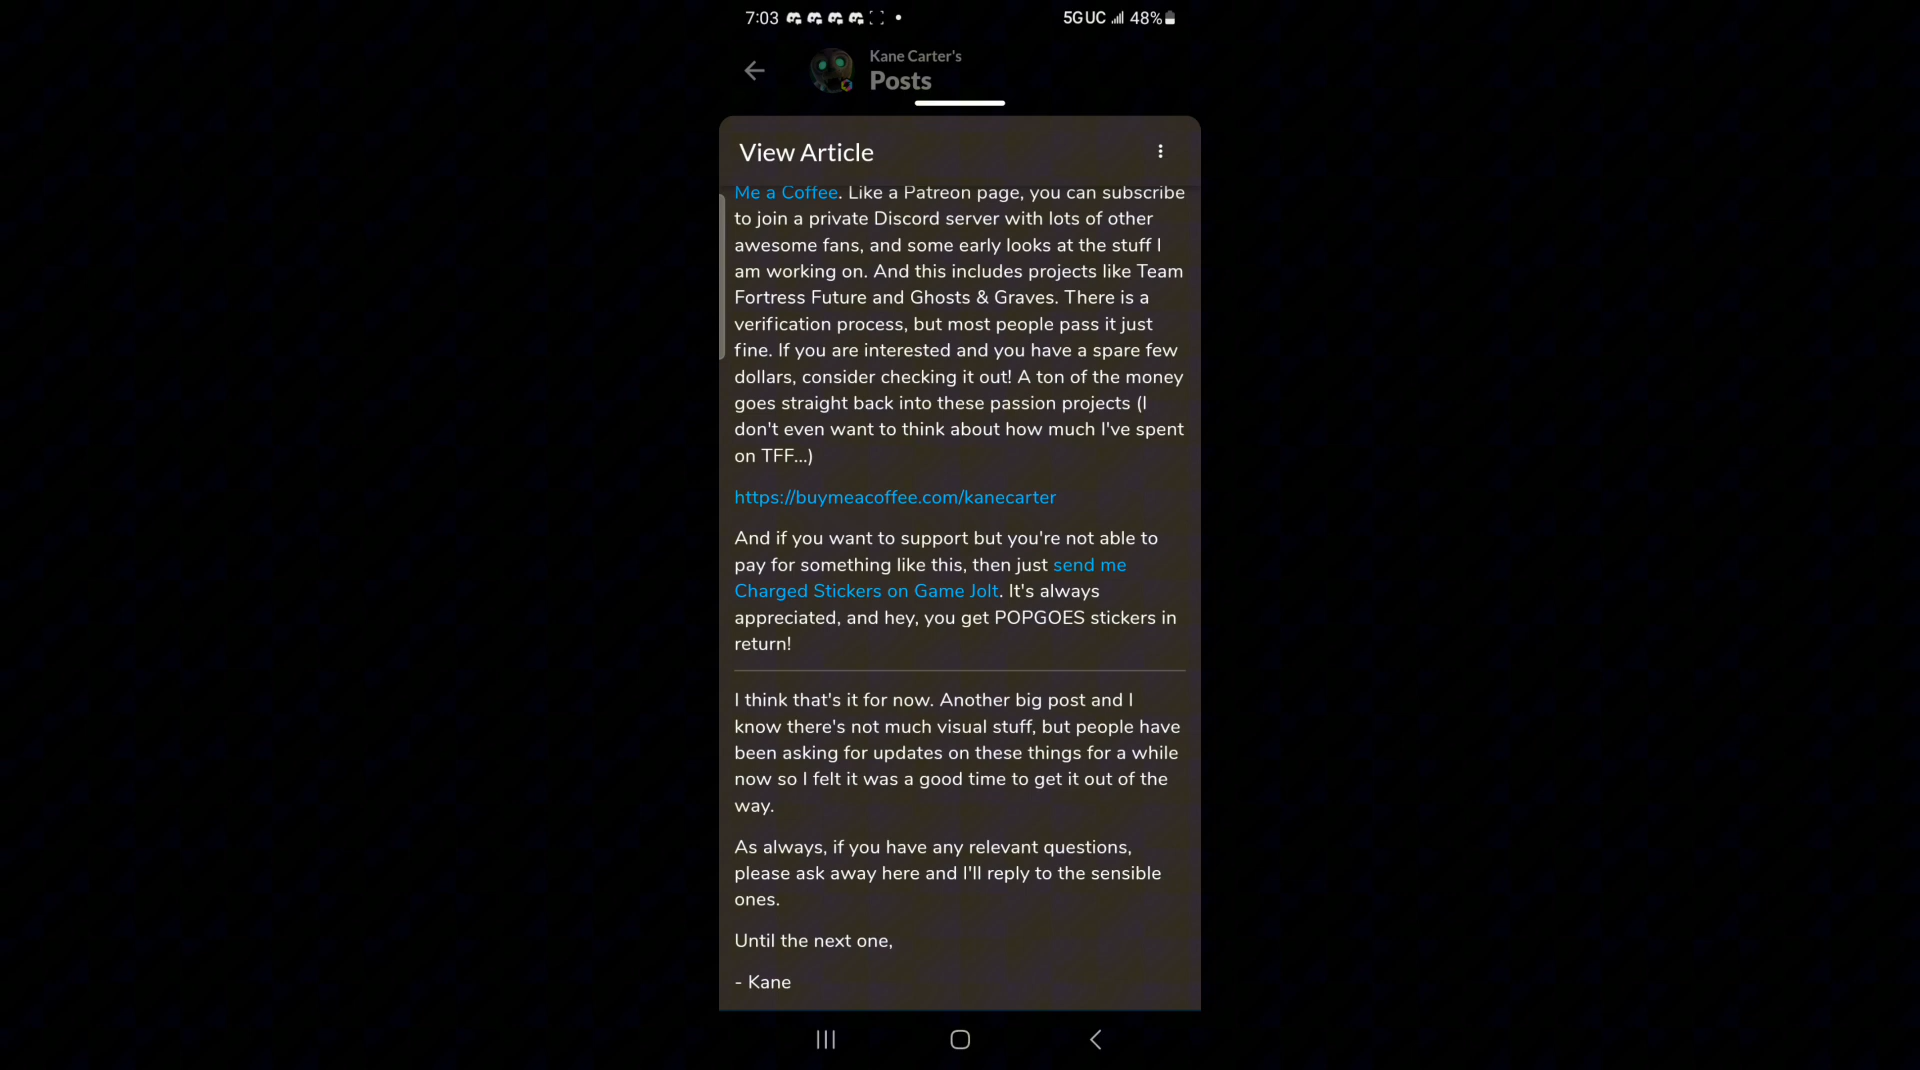 7:03
5G UC 48%
Kane Carter's
Posts
View Article
Me a Coffee. Like a Patreon page, you can subscribe
to join a private Discord server with lots of other
awesome fans, and some early looks at the stuff I
am working on. And this includes projects like Team
Fortress Future and Ghosts & Graves. There is a
verification process, but most people pass it just
fine. If you are interested and you have a spare few
dollars, consider checking it out! A ton of the money
goes straight back into these passion projects (I
don't even want to think about how much I've spent
on TFF...)
https://buymeacoffee.com/kanecarter
And if you want to support but you're not able to
pay for something like this, then just send me
Charged Stickers on Game Jolt. It's always
appreciated, and hey, you get POPGOES stickers in
return!
I think that's it for now. Another big post and I
know there's not much visual stuff, but people have
been asking for updates on these things for a while
now so I felt it was a good time to get it out of the
way.
As always, if you have any relevant questions,
please ask away here and I'll reply to the sensible
ones.
Until the next one,
- Kane